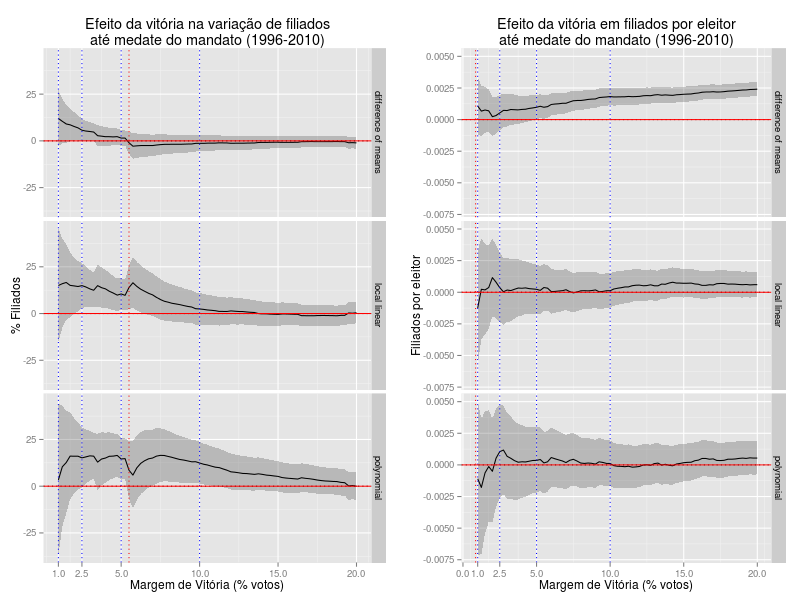 Efeito da vitória na variação de filiados
até medate do mandato (1996-2010)
25
0
-25
difference of means
25
0
-25
local linear
25
0
-25
polynomial
% Filiados
1.0 2.5 5.0 10.0 15.0 20.0
Margem de Vitória (% votos)
Efeito da vitória em filiados por eleitor
até medate do mandato (1996-2010)
0.0050
0.0025
0.0000
-0.0025
-0.0050
-0.0075
difference of means
0.0050
0.0025
0.0000
-0.0025
-0.0050
-0.0075
local linear
0.0050
0.0025
0.0000
-0.0025
-0.0050
-0.0075
polynomial
Filiados por eleitor
0.0 1.0 2.5 5.0 10.0 15.0 20.0
Margem de Vitória (% votos)